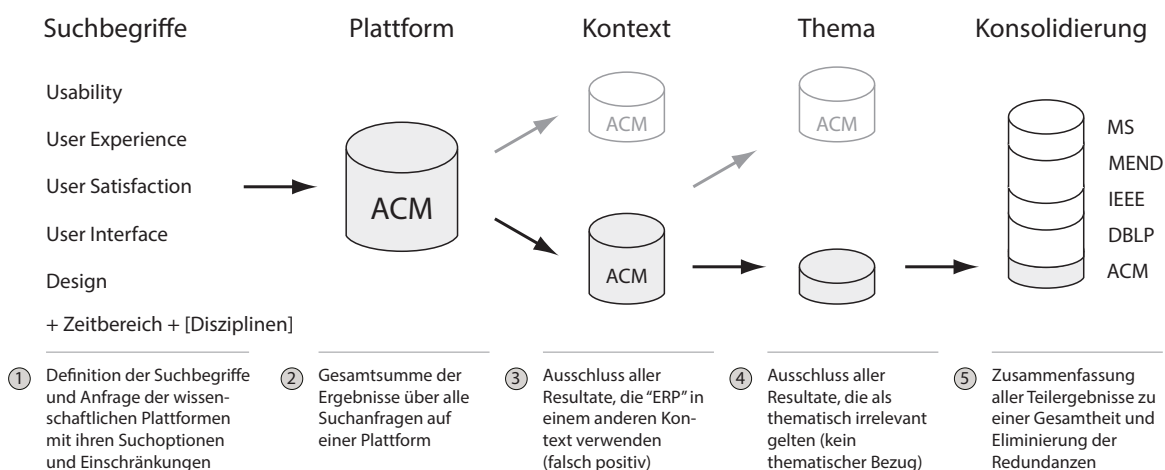 Suchbegriffe
Plattform
Kontext
Thema
Konsolidierung
Usability
User Experience
User Satisfaction
User Interface
Design
+ Zeitbereich + [Disziplinen]
ACM
ACM
ACM
ACM
MS
MEND
IEEE
DBLP
ACM
1
Definition der Suchbegriffe
und Anfrage der wissen-
schaftlichen Plattformen
mit ihren Suchoptionen
und Einschränkungen
2
Gesamtsumme der
Ergebnisse über alle
Suchanfragen auf
einer Plattform
3
Ausschluss aller
Resultate, die "ERP" in
einem anderen Kon-
text verwenden
(falsch positiv)
4
Ausschluss aller
Resultate, die als
thematisch irrelevant
gelten (kein
thematischer Bezug)
5
Zusammenfassung
aller Teilergebnisse zu
einer Gesamtheit und
Eliminierung der
Redundanzen